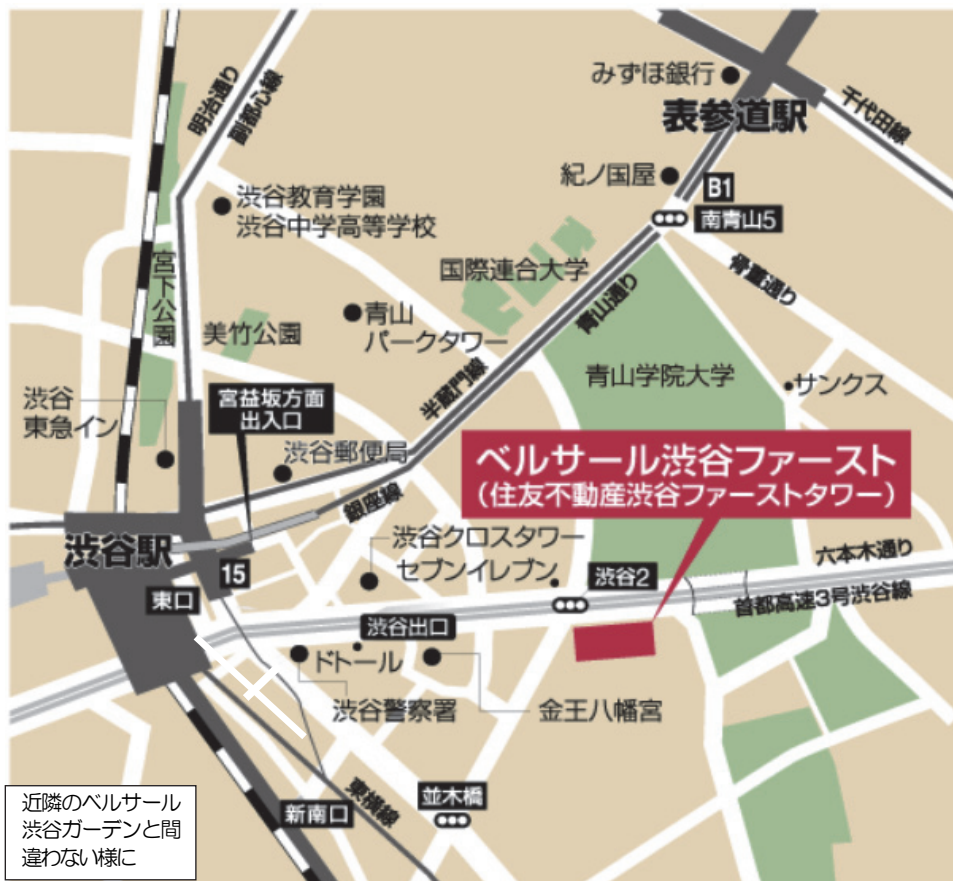 みずほ銀行
表参道駅
千代田線
明治通り
副都心線
紀ノ国屋
B1
南青山5
渋谷教育学園
渋谷中学高等学校
国際連合大学
骨董通り
青山通り
宮下公園
美竹公園
青山
パークタワー
半蔵門線
青山学院大学
サンクス
渋谷
東急イン
宮益坂方面
出入口
渋谷郵便局
銀座線
ベルサール渋谷ファースト
(住友不動産渋谷ファーストタワー)
渋谷駅
15
東口
渋谷クロスタワー
セブンイレブン
渋谷2
六本木通り
首都高速3号渋谷線
渋谷出口
ドトール
渋谷警察署
金王八幡宮
新南口
東横線
並木橋
近隣のベルサール
渋谷ガーデンと間
違わない様に